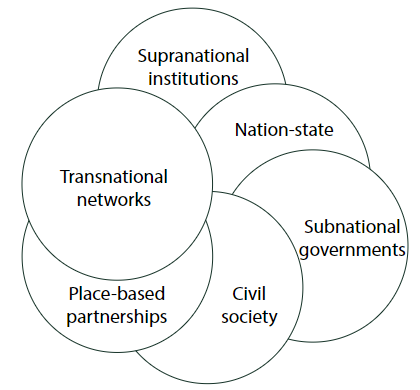 Supranational
institutions
Nation-state
Transnational
networks
Subnational
governments
Place-based
partnerships
Civil
society